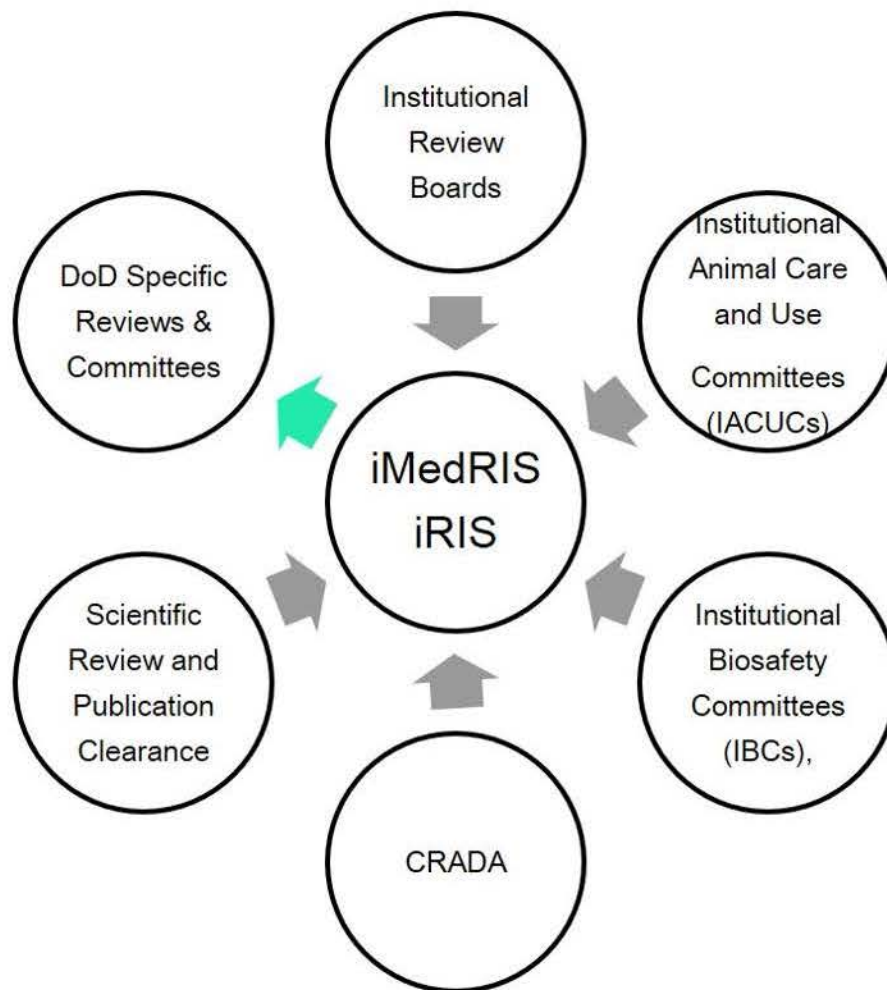 Institutional
Review
Boards
DoD Specific
Reviews &
Committees
Institutional
Animal Care
and Use
Committees
(IACUCs)
iMedRIS
iRIS
Scientific
Review and
Publication
Clearance
Institutional
Biosafety
Committees
(IBCs),
CRADA